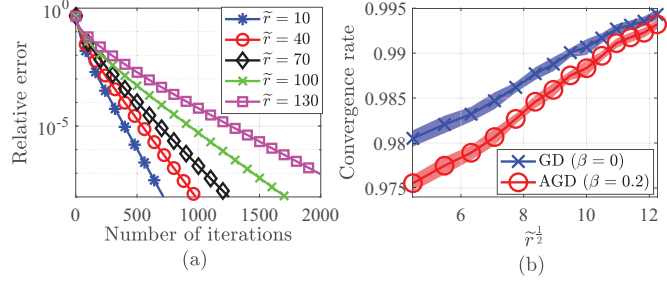 Relative error
10^0
10^{-5}
0 500 1000 1500 2000
Number of iterations
(a)
r̃ = 10
r̃ = 40
r̃ = 70
r̃ = 100
r̃ = 130
Convergence rate
0.995
0.99
0.985
0.98
0.975
6 8 10 12
r̃^{1/2}
(b)
GD (β = 0)
AGD (β = 0.2)